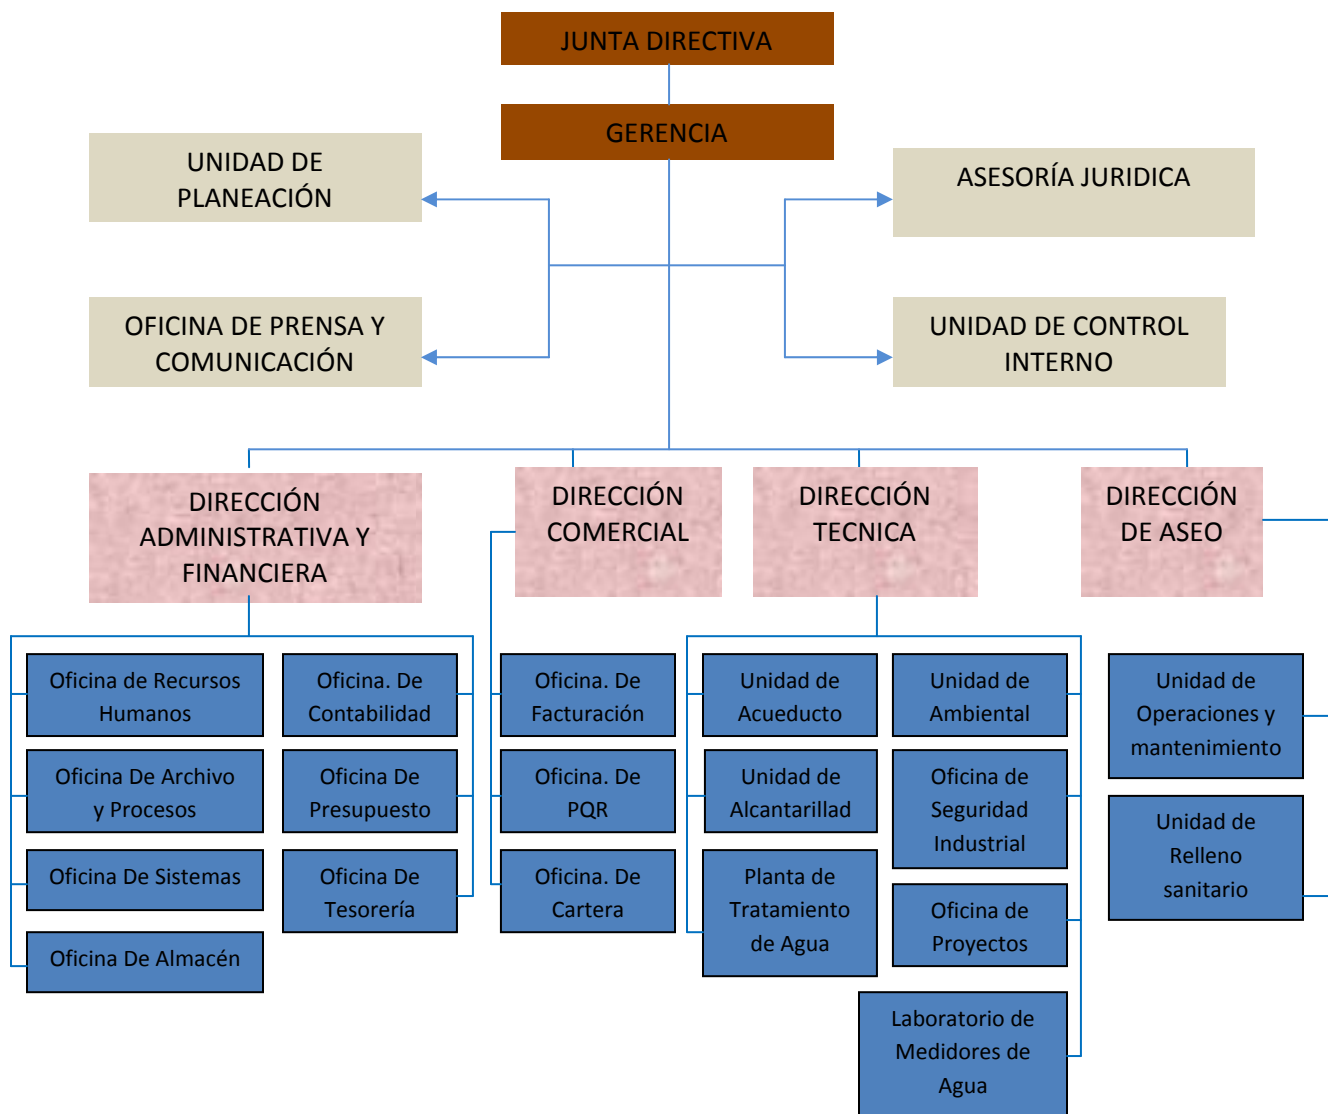 JUNTA DIRECTIVA
GERENCIA
UNIDAD DE
PLANEACIÓN
ASESORÍA JURIDICA
OFICINA DE PRENSA Y
COMUNICACIÓN
UNIDAD DE CONTROL
INTERNO
DIRECCIÓN
ADMINISTRATIVA Y
FINANCIERA
DIRECCIÓN
COMERCIAL
DIRECCIÓN
TECNICA
DIRECCIÓN
DE ASEO
Oficina de Recursos
Humanos
Oficina De Archivo
y Procesos
Oficina De Sistemas
Oficina De Almacén
Oficina. De
Contabilidad
Oficina De
Presupuesto
Oficina De
Tesorería
Oficina. De
Facturación
Oficina. De
PQR
Oficina. De
Cartera
Unidad de
Acueducto
Unidad de
Alcantarillad
Planta de
Tratamiento
de Agua
Unidad de
Ambiental
Oficina de
Seguridad
Industrial
Oficina de
Proyectos
Laboratorio de
Medidores de
Agua
Unidad de
Operaciones y
mantenimiento
Unidad de
Relleno
sanitario